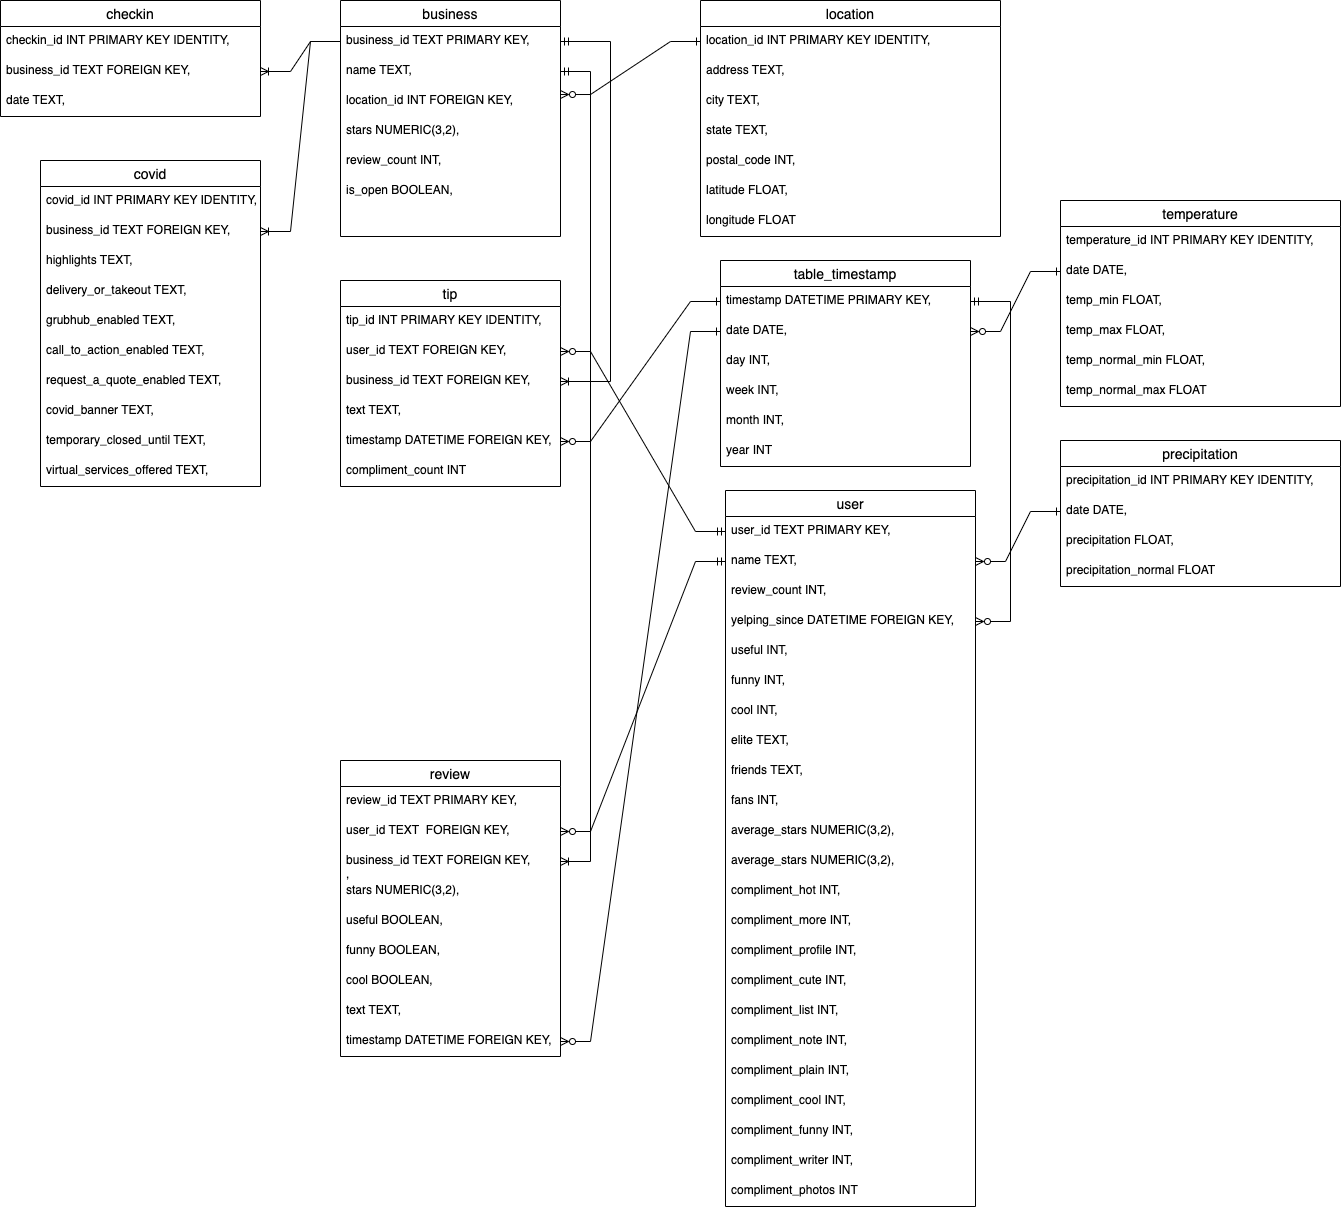 checkin
checkin_id INT PRIMARY KEY IDENTITY,
business_id TEXT FOREIGN KEY,
date TEXT,
business
business_id TEXT PRIMARY KEY,
name TEXT,
location_id INT FOREIGN KEY,
stars NUMERIC(3,2),
review_count INT,
is_open BOOLEAN,
location
location_id INT PRIMARY KEY IDENTITY,
address TEXT,
city TEXT,
state TEXT,
postal_code INT,
latitude FLOAT,
longitude FLOAT
covid
covid_id INT PRIMARY KEY IDENTITY,
business_id TEXT FOREIGN KEY,
highlights TEXT,
delivery_or_takeout TEXT,
grubhub_enabled TEXT,
call_to_action_enabled TEXT,
request_a_quote_enabled TEXT,
covid_banner TEXT,
temporary_closed_until TEXT,
virtual_services_offered TEXT,
tip
tip_id INT PRIMARY KEY IDENTITY,
user_id TEXT FOREIGN KEY,
business_id TEXT FOREIGN KEY,
text TEXT,
timestamp DATETIME FOREIGN KEY,
compliment_count INT
table_timestamp
timestamp DATETIME PRIMARY KEY,
date DATE,
day INT,
week INT,
month INT,
year INT
temperature
temperature_id INT PRIMARY KEY IDENTITY,
date DATE,
temp_min FLOAT,
temp_max FLOAT,
temp_normal_min FLOAT,
temp_normal_max FLOAT
precipitation
precipitation_id INT PRIMARY KEY IDENTITY,
date DATE,
precipitation FLOAT,
precipitation_normal FLOAT
user
user_id TEXT PRIMARY KEY,
name TEXT,
review_count INT,
yelping_since DATETIME FOREIGN KEY,
useful INT,
funny INT,
cool INT,
elite TEXT,
friends TEXT,
fans INT,
average_stars NUMERIC(3,2),
average_stars NUMERIC(3,2),
compliment_hot INT,
compliment_more INT,
compliment_profile INT,
compliment_cute INT,
compliment_list INT,
compliment_note INT,
compliment_plain INT,
compliment_cool INT,
compliment_funny INT,
compliment_writer INT,
compliment_photos INT
review
review_id TEXT PRIMARY KEY,
user_id TEXT  FOREIGN KEY,
business_id TEXT FOREIGN KEY,
,
stars NUMERIC(3,2),
useful BOOLEAN,
funny BOOLEAN,
cool BOOLEAN,
text TEXT,
timestamp DATETIME FOREIGN KEY,